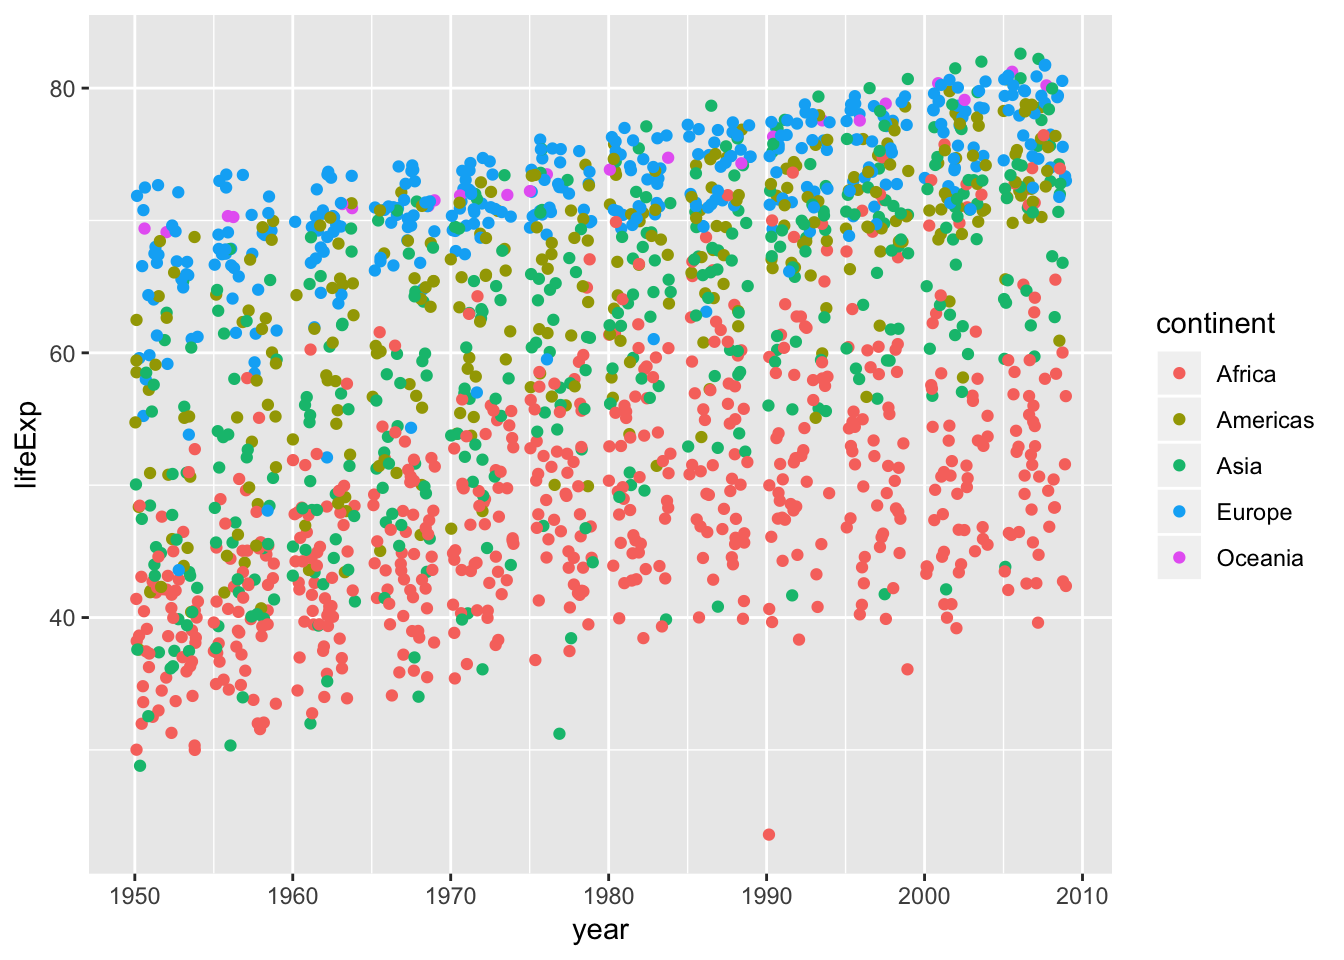 80
60
40
lifeExp
1950 1960 1970 1980 1990 2000 2010
year
continent
Africa
Americas
Asia
Europe
Oceania